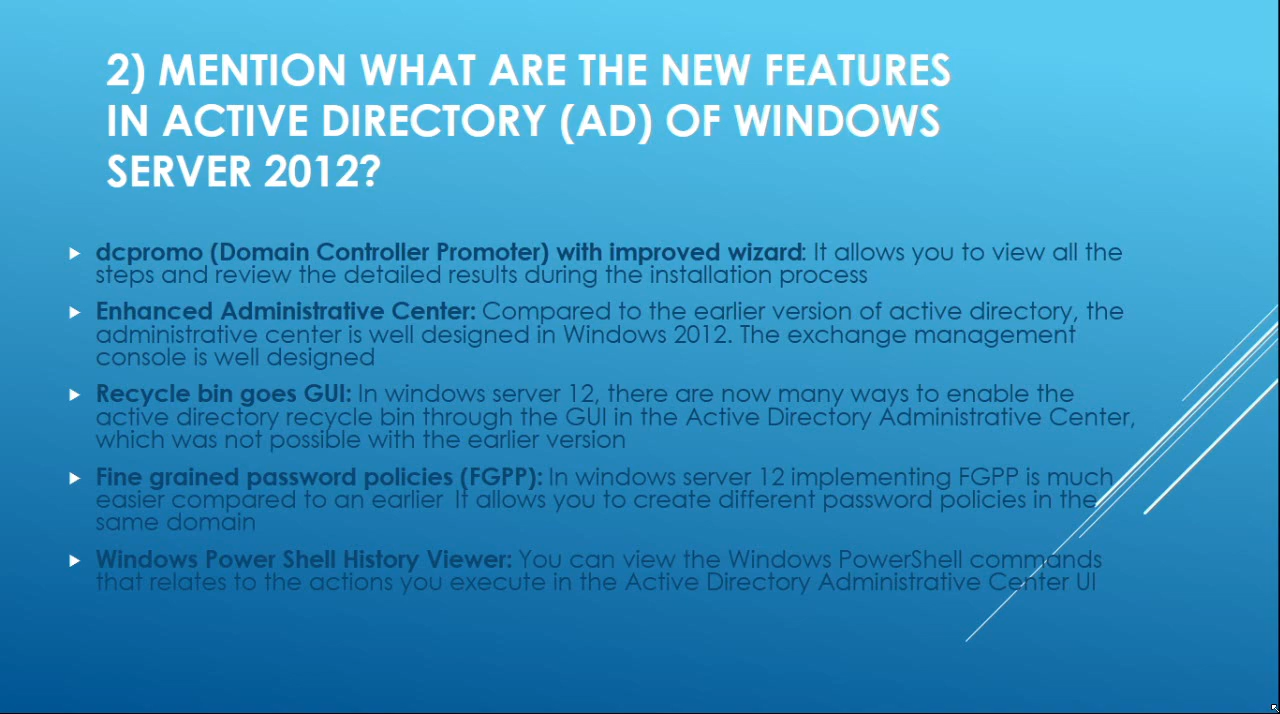 2) MENTION WHAT ARE THE NEW FEATURES
IN ACTIVE DIRECTORY (AD) OF WINDOWS
SERVER 2012?
dcpromo (Domain Controller Promoter) with improved wizard: It allows you to view all the
steps and review the detailed results during the installation process
Enhanced Administrative Center: Compared to the earlier version of active directory, the
administrative center is well designed in Windows 2012. The exchange management
console is well designed
Recycle bin goes GUI: In windows server 12, there are now many ways to enable the
active directory recycle bin through the GUI in the Active Directory Administrative Center,
which was not possible with the earlier version
Fine grained password policies (FGPP): In windows server 12 implementing FGPP is much
easier compared to an earlier It allows you to create different password policies in the
same domain
Windows Power Shell History Viewer: You can view the Windows PowerShell commands
that relates to the actions you execute in the Active Directory Administrative Center UI